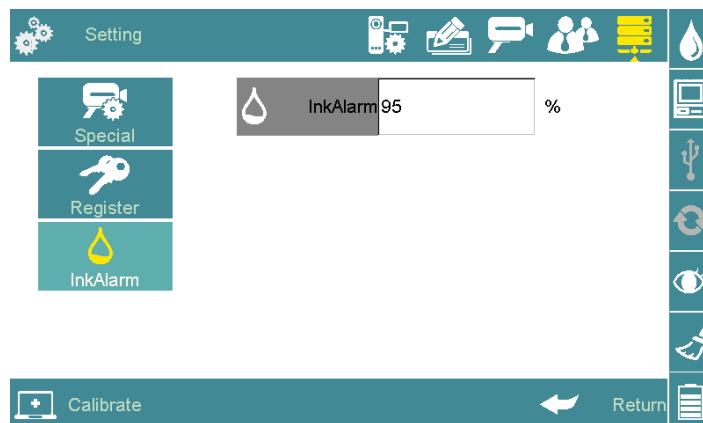 Setting
Special
InkAlarm 95 %
Register
InkAlarm
Calibrate
Return